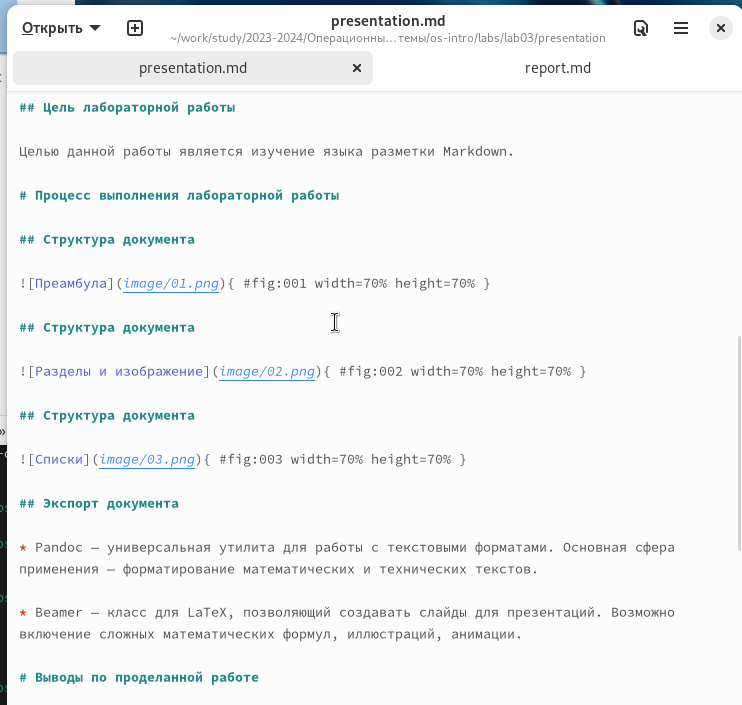 Открыть
presentation.md
~/work/study/2023-2024/Операционны…темы/os-intro/labs/lab03/presentation
presentation.md
report.md
## Цель лабораторной работы
Целью данной работы является изучение языка разметки Markdown.
# Процесс выполнения лабораторной работы
## Структура документа
![Преамбула](image/01.png){ #fig:001 width=70% height=70% }
## Структура документа
![Разделы и изображение](image/02.png){ #fig:002 width=70% height=70% }
## Структура документа
![Списки](image/03.png){ #fig:003 width=70% height=70% }
## Экспорт документа
* Pandoc — универсальная утилита для работы с текстовыми форматами. Основная сфера
применения — форматирование математических и технических текстов.
* Beamer — класс для LaTeX, позволяющий создавать слайды для презентаций. Возможно
включение сложных математических формул, иллюстраций, анимации.
# Выводы по проделанной работе